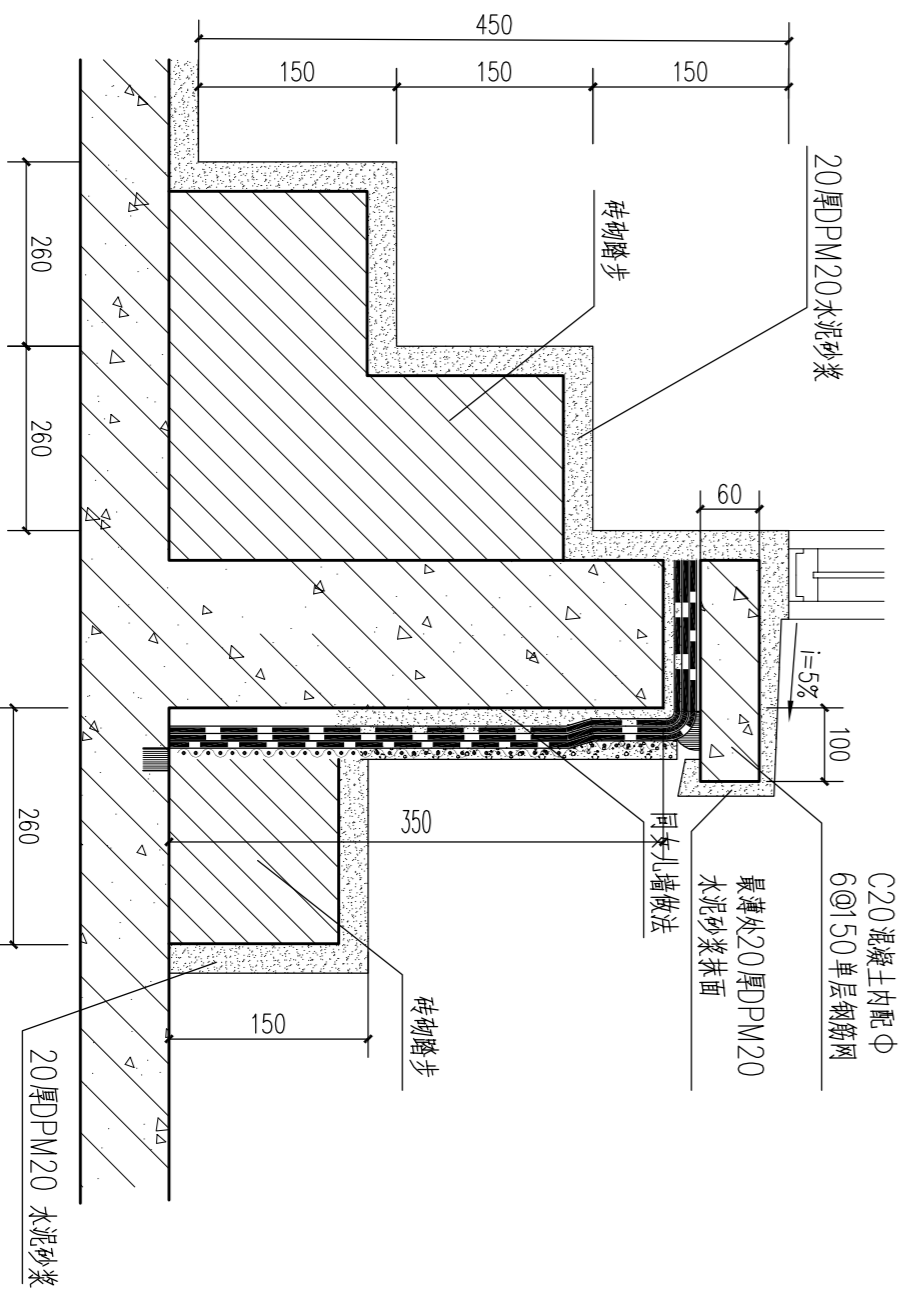 450
150
150
150
20厚DPM20水泥砂浆
砖砌踏步
260
260
60
i=5%
100
C20混凝土内配Φ
6@150单层钢筋网
最薄处20厚DPM20
水泥砂浆抹面
同女儿墙做法
350
260
150
砖砌踏步
20厚DPM20 水泥砂浆